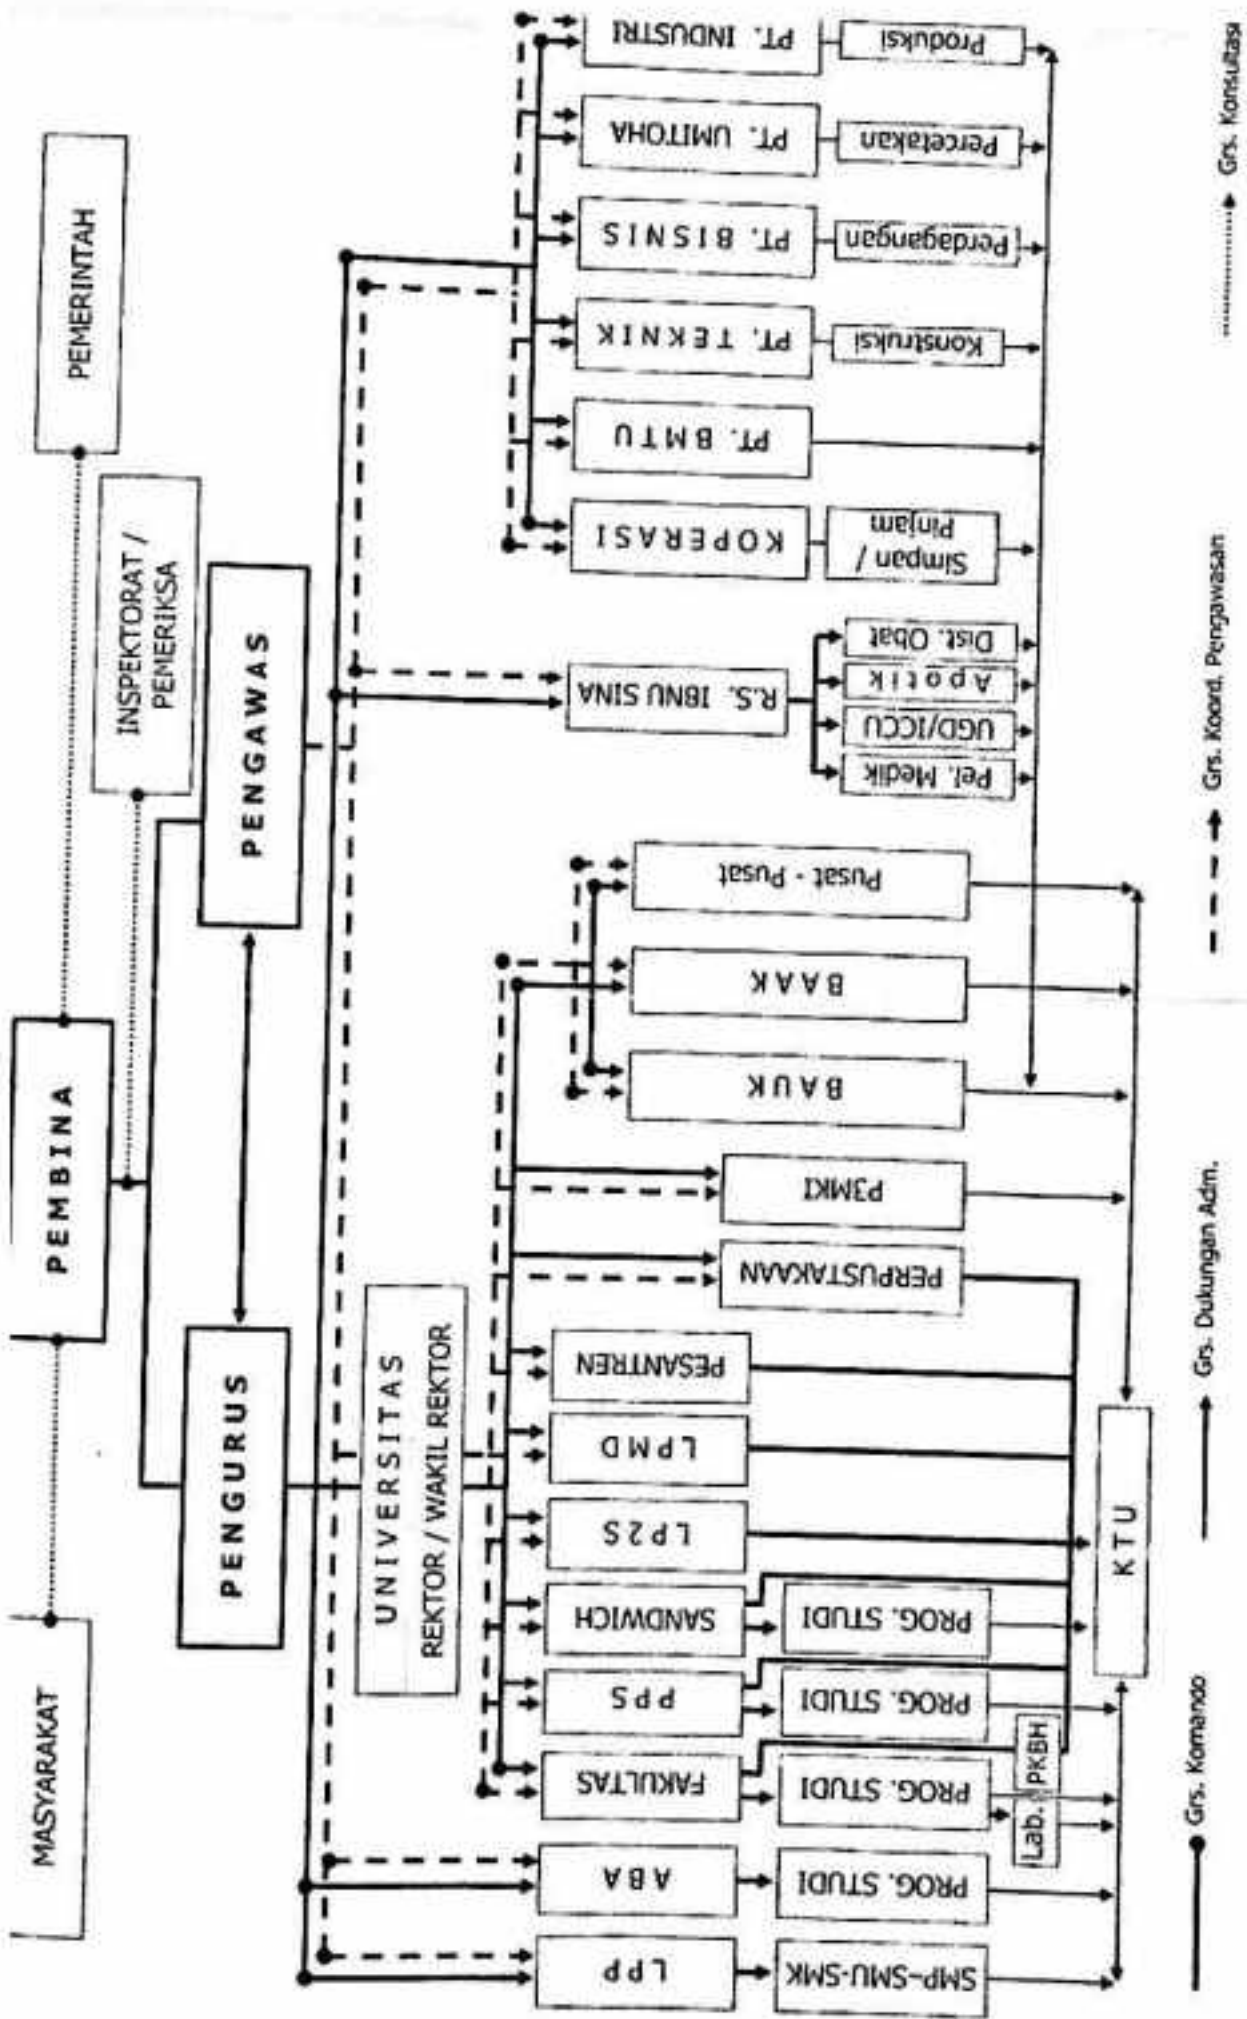 MASYARAKAT
PEMBINA
PEMERINTAH
INSPEKTORAT /
PEMERIKSA
PENGURUS
PENGAWAS
UNIVERSITAS
REKTOR / WAKIL REKTOR
LPP
ABA
FAKULTAS
PPS
SANDWICH
LP2S
LPMD
PESANTREN
PERPUSTAKAAN
P3MKI
BAUK
BAAK
Pusat - Pusat
R.S. IBNU SINA
KOPERASI
PT. BMTU
PT. TEKNIK
PT. BISNIS
PT. UMITOHA
PT. INDUSTRI
SMP-SMU-SMK
PROG. STUDI
PROG. STUDI
PROG. STUDI
PROG. STUDI
Pel. Medik
UGD/ICCU
Apotik
Dist. Obat
Simpan /
Pinjam
Konstruksi
Perdagangan
Percetakan
Produksi
Lab.
PKBH
KTU
Grs. Komando
Grs. Dukungan Adm.
Grs. Koord. Pengawasan
Grs. Konsultasi